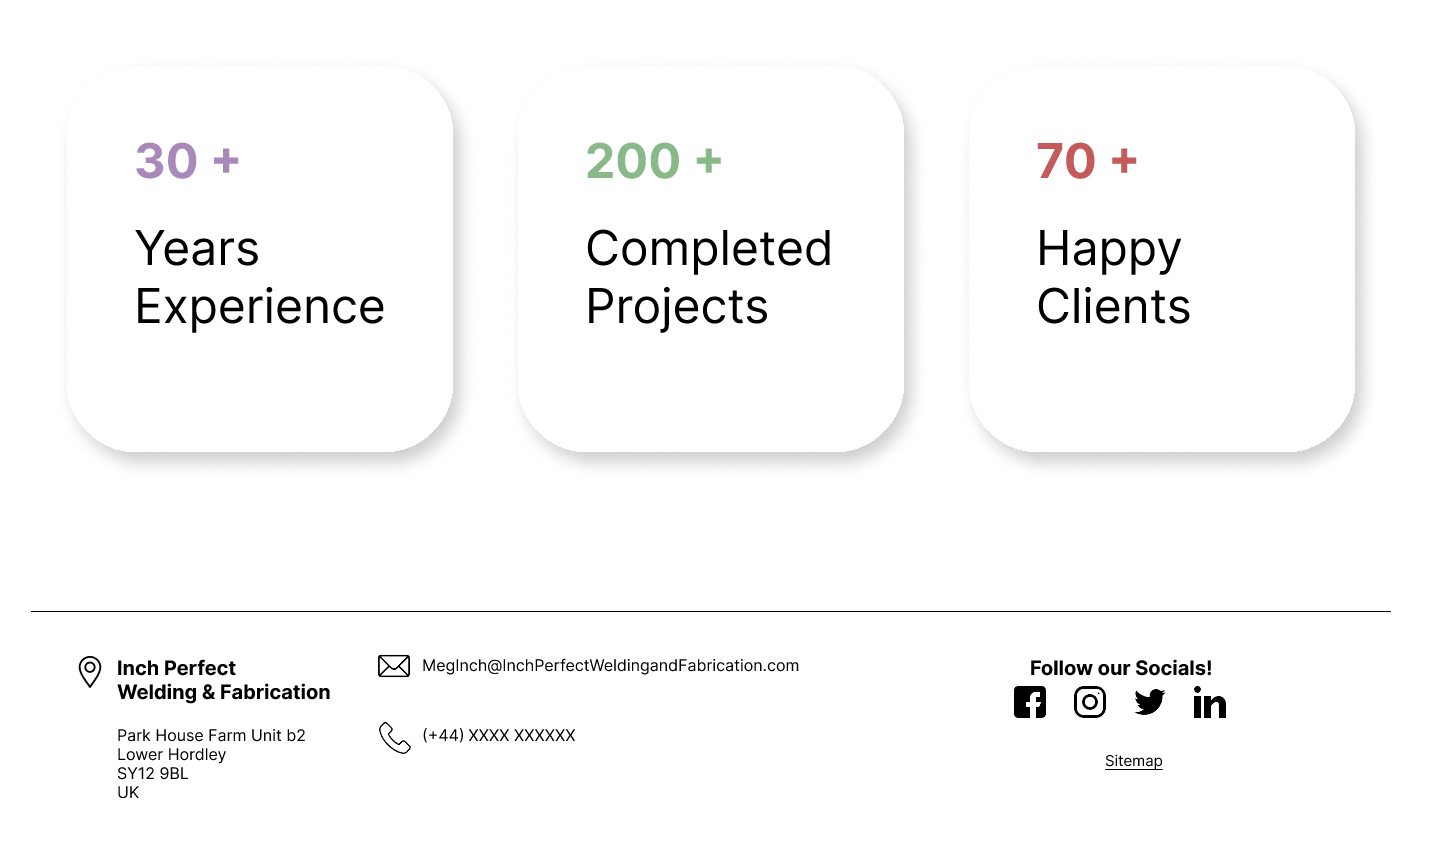 30 +
Years
Experience
200 +
Completed
Projects
70 +
Happy
Clients
Inch Perfect
Welding & Fabrication
Park House Farm Unit b2
Lower Hordley
SY12 9BL
UK
MegInch@InchPerfectWeldingandFabrication.com
(+44) XXXX XXXXXX
Follow our Socials!
Sitemap